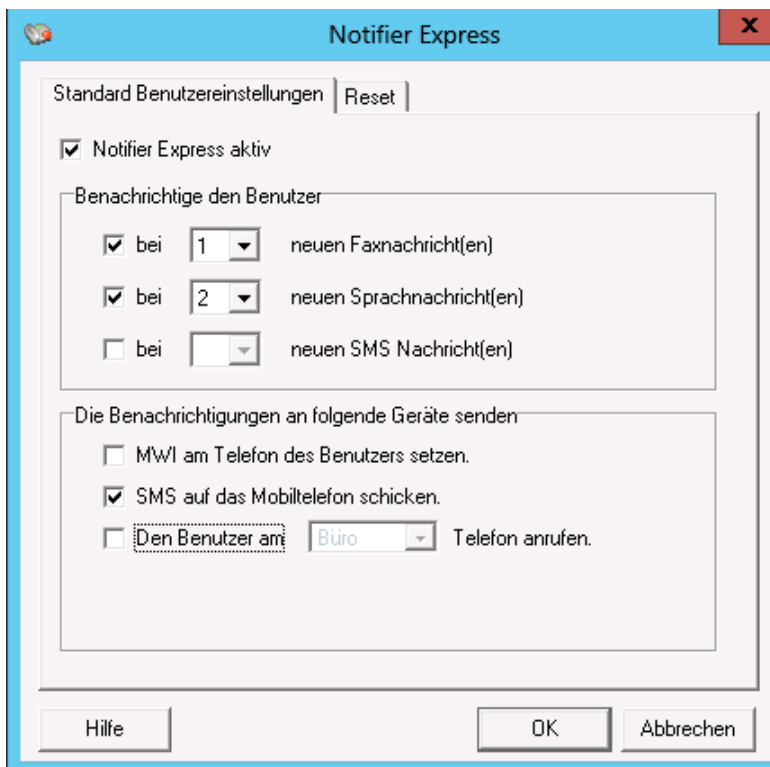 Notifier Express x
Standard Benutzereinstellungen Reset
Notifier Express aktiv
Benachrichtige den Benutzer
bei 1 neuen Faxnachricht(en)
bei 2 neuen Sprachnachricht(en)
bei neuen SMS Nachricht(en)
Die Benachrichtigungen an folgende Geräte senden
MWI am Telefon des Benutzers setzen.
SMS auf das Mobiltelefon schicken.
Den Benutzer am Büro Telefon anrufen.
Hilfe OK Abbrechen